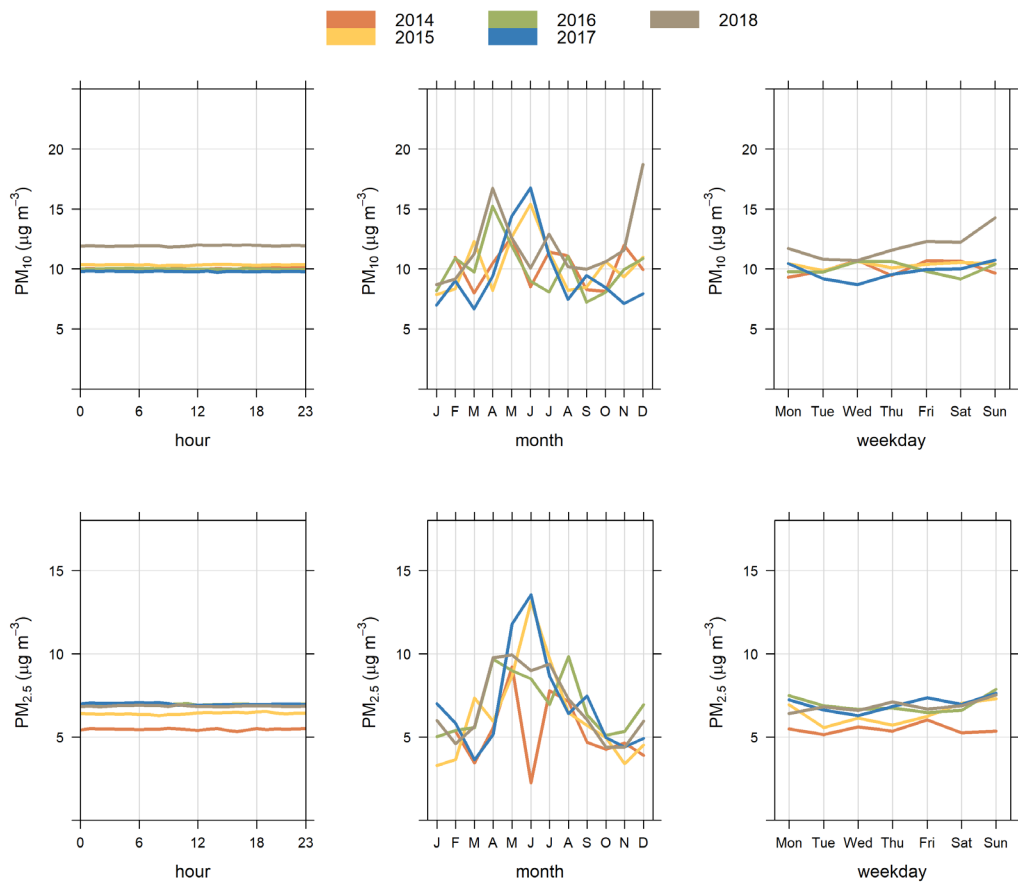 2014 2016 2018
2015 2017
PM10 (μg m−3)
20
15
10
5
0 6 12 18 23
hour
PM10 (μg m−3)
20
15
10
5
J F M A M J J A S O N D
month
PM10 (μg m−3)
20
15
10
5
Mon Tue Wed Thu Fri Sat Sun
weekday
PM2.5 (μg m−3)
15
10
5
0 6 12 18 23
hour
PM2.5 (μg m−3)
15
10
5
J F M A M J J A S O N D
month
PM2.5 (μg m−3)
15
10
5
Mon Tue Wed Thu Fri Sat Sun
weekday